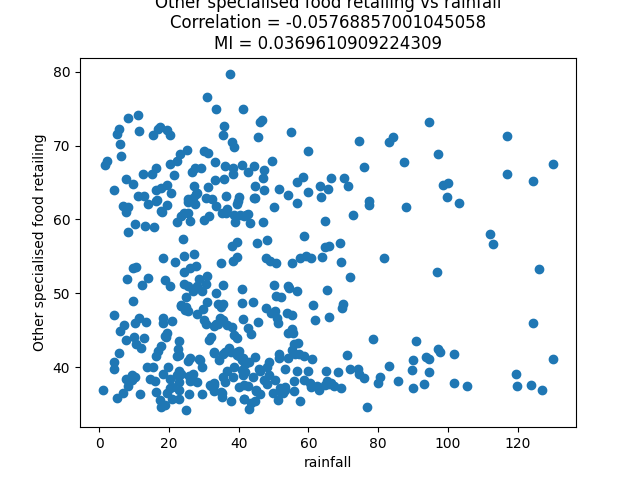 Other specialised food retailing vs rainfall
Correlation = -0.05768857001045058
MI = 0.0369610909224309
80
70
60
50
40
Other specialised food retailing
0
20
40
60
80
100
120
rainfall